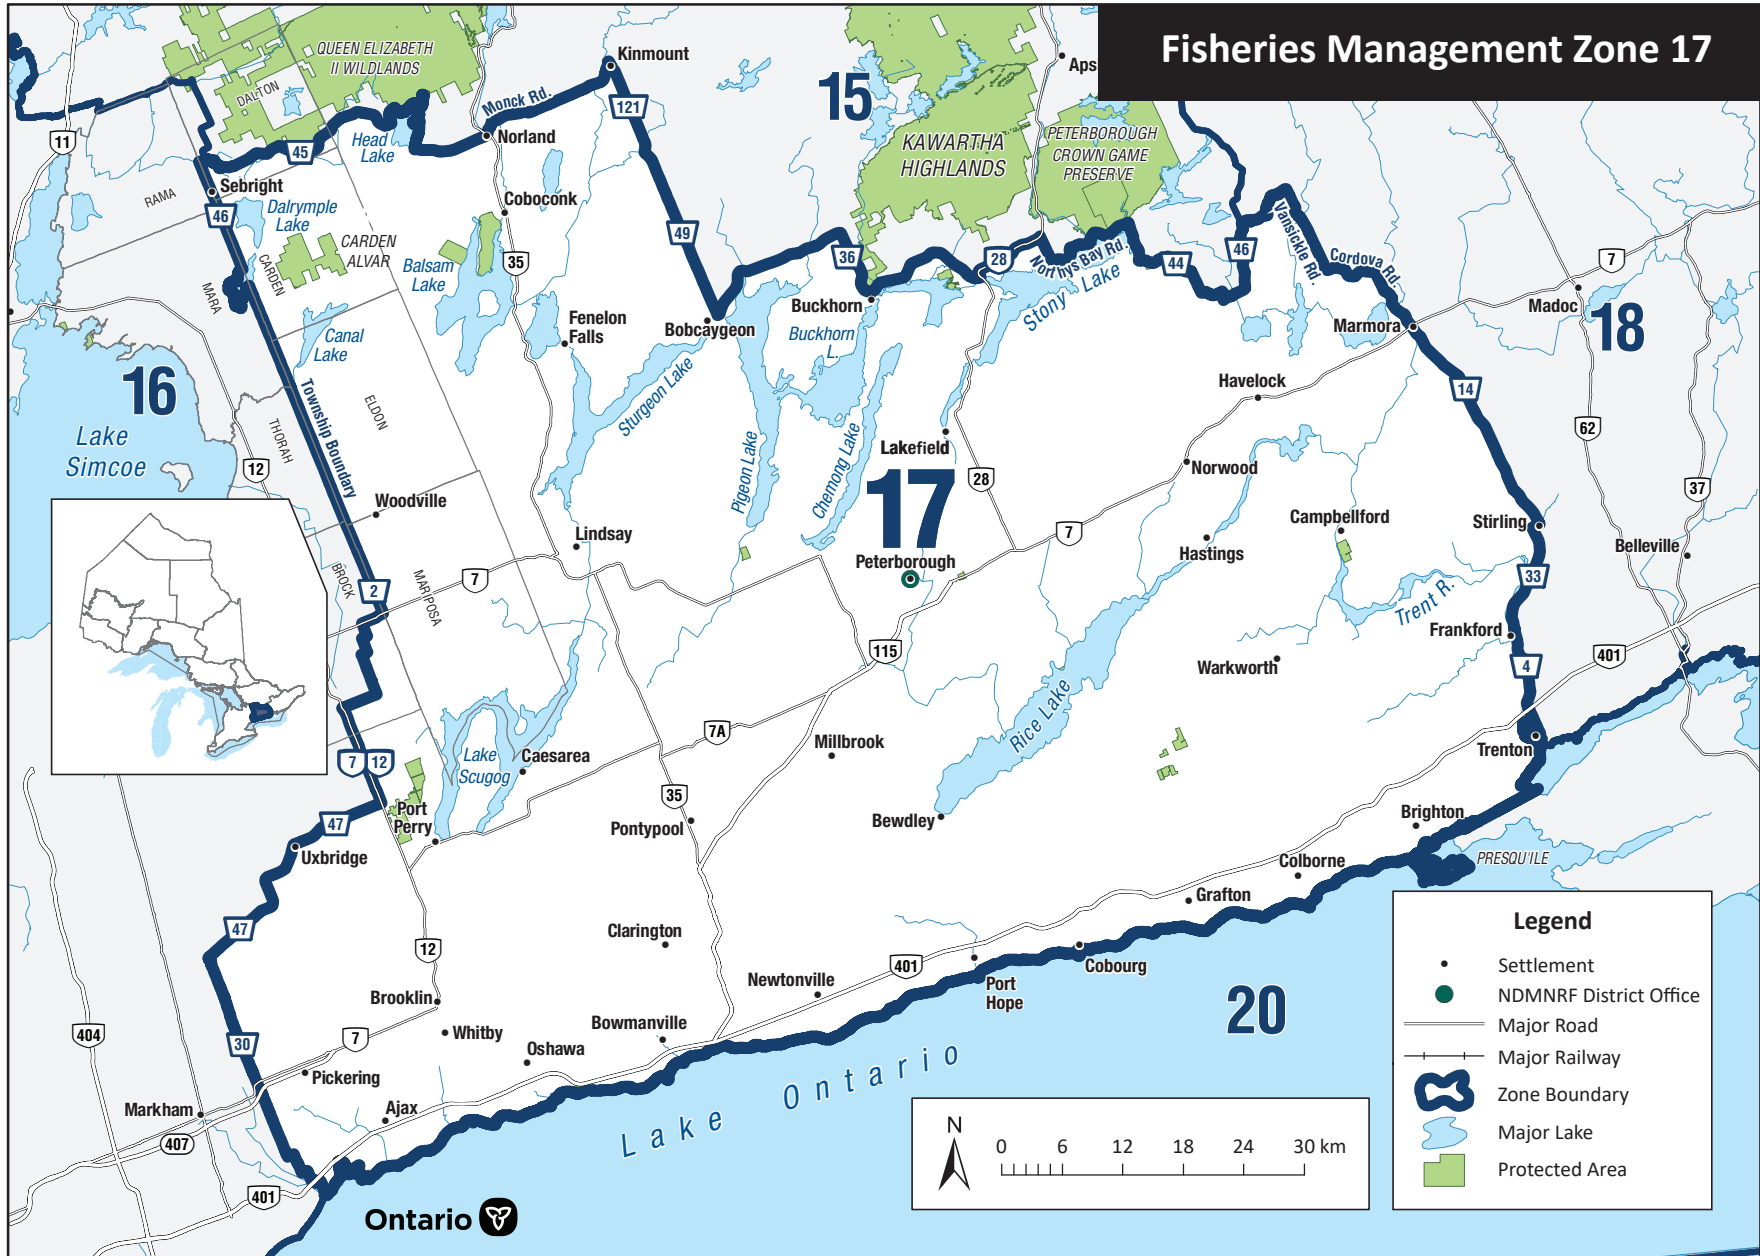 Fisheries Management Zone 17
QUEEN ELIZABETH
II WILDLANDS
DALTON
Kinmount
15
Aps
11
Monck Rd.
121
Norland
Head
Lake
45
KAWARTHA
HIGHLANDS
PETERBOROUGH
CROWN GAME
PRESERVE
RAMA
Sebright
46
Dalrymple
Lake
Coboconk
CARDEN
ALVAR
CARDEN
MARA
Balsam
Lake
35
49
36
28
Northys Bay Rd.
44
46
Vansickle Rd.
Cordova Rd.
7
Madoc
18
Buckhorn
Buckhorn
L.
Stony Lake
Marmora
Bobcaygeon
Fenelon
Falls
Canal
Lake
16
Lake
Simcoe
Township Boundary
ELDON
THORAH
12
Sturgeon Lake
Pigeon Lake
Chemong Lake
Lakefield
17
28
Havelock
Norwood
14
62
37
Woodville
Lindsay
Campbellford
Stirling
Belleville
Peterborough
7
Hastings
BROCK
2
7
MARIPOSA
33
Trent R.
Frankford
115
Warkworth
4
401
Rice Lake
7A
Millbrook
Trenton
7
12
Lake
Scugog
Caesarea
Port
Perry
47
Uxbridge
35
Pontypool
Bewdley
Brighton
PRESQU'ILE
Colborne
Grafton
47
12
Clarington
401
Cobourg
Port
Hope
Newtonville
20
Brooklin
404
30
7
Whitby
Bowmanville
Oshawa
Pickering
Markham
Ajax
407
401
Lake Ontario
Ontario
N
0 6 12 18 24 30 km
Legend
Settlement
NDMNRF District Office
Major Road
Major Railway
Zone Boundary
Major Lake
Protected Area